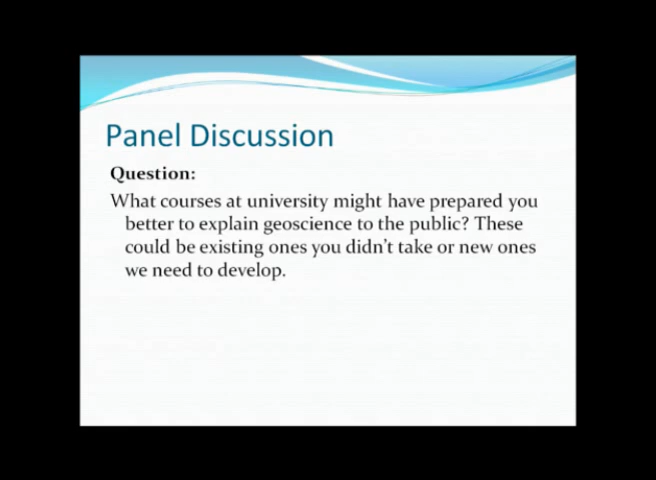 Panel Discussion
Question:
What courses at university might have prepared you
better to explain geoscience to the public? These
could be existing ones you didn't take or new ones
we need to develop.